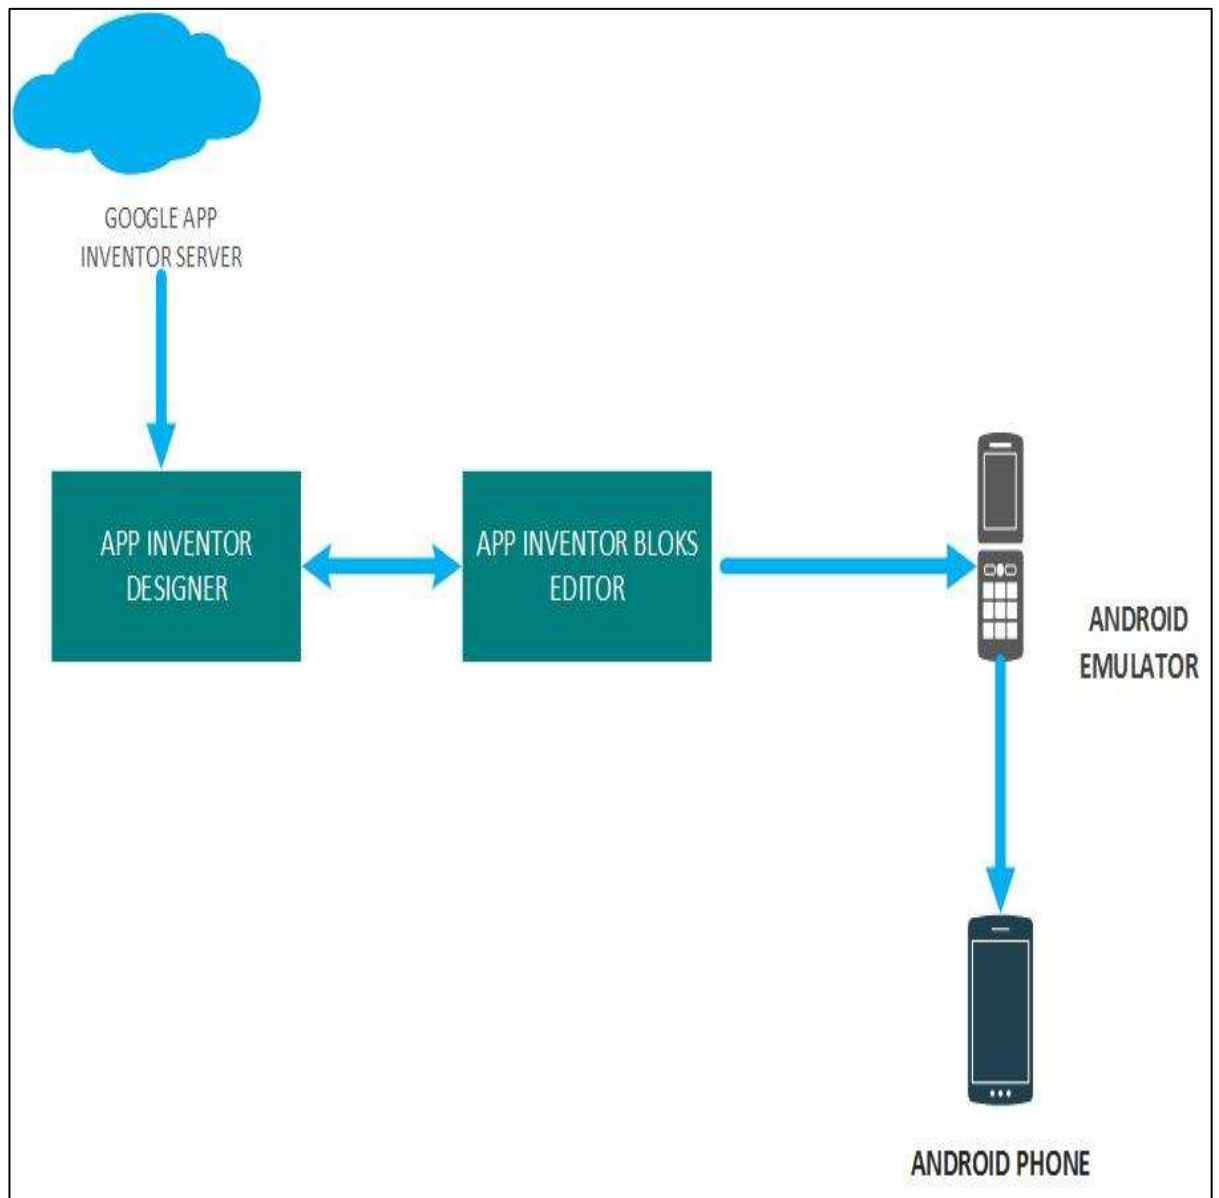 GOOGLE APP
INVENTOR SERVER
APP INVENTOR
DESIGNER
APP INVENTOR BLOKS
EDITOR
ANDROID
EMULATOR
ANDROID PHONE